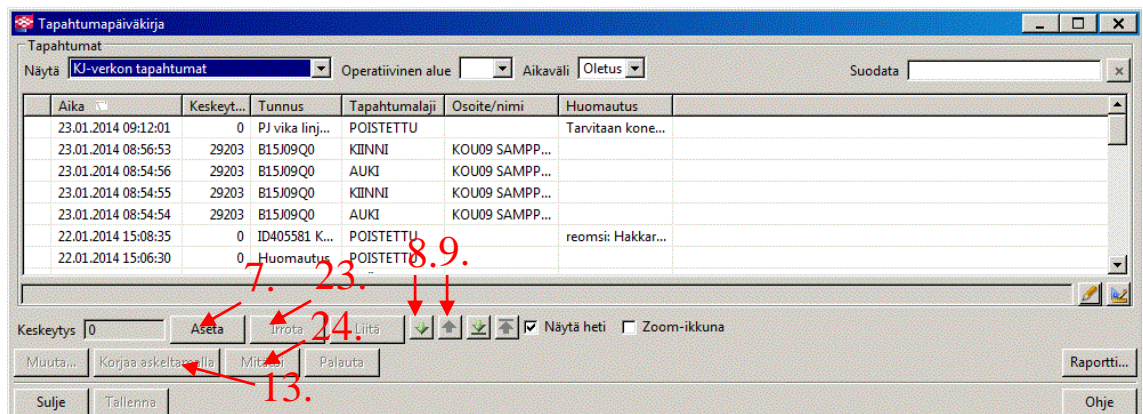 Tapahtumapäiväkirja
Tapahtumat
Näytä KJ-verkon tapahtumat Operatiivinen alue Aikaväli Oletus Suodata
Aika Keskeyt... Tunnus Tapahtumalaji Osoite/nimi Huomautus
23.01.2014 09:12:01 0 PJ vika linj... POISTETTU Tarvitaan kone...
23.01.2014 08:56:53 29203 B15J09Q0 KIINNI KOU09 SAMPP...
23.01.2014 08:54:56 29203 B15J09Q0 AUKI KOU09 SAMPP...
23.01.2014 08:54:55 29203 B15J09Q0 KIINNI KOU09 SAMPP...
23.01.2014 08:54:54 29203 B15J09Q0 AUKI KOU09 SAMPP...
22.01.2014 15:08:35 0 ID405581 K... POISTETTU reomsi: Hakkar...
22.01.2014 15:06:30 0 Huomautus POISTETTU
7. 23. 8.9.
Keskeytys 0 Aseta Irrota Liitä Näytä heti Zoom-ikkuna
24.
Muuta... Korjaa askeltamalla Mitätöi Palauta Raportti...
13.
Sulje Tallenna Ohje